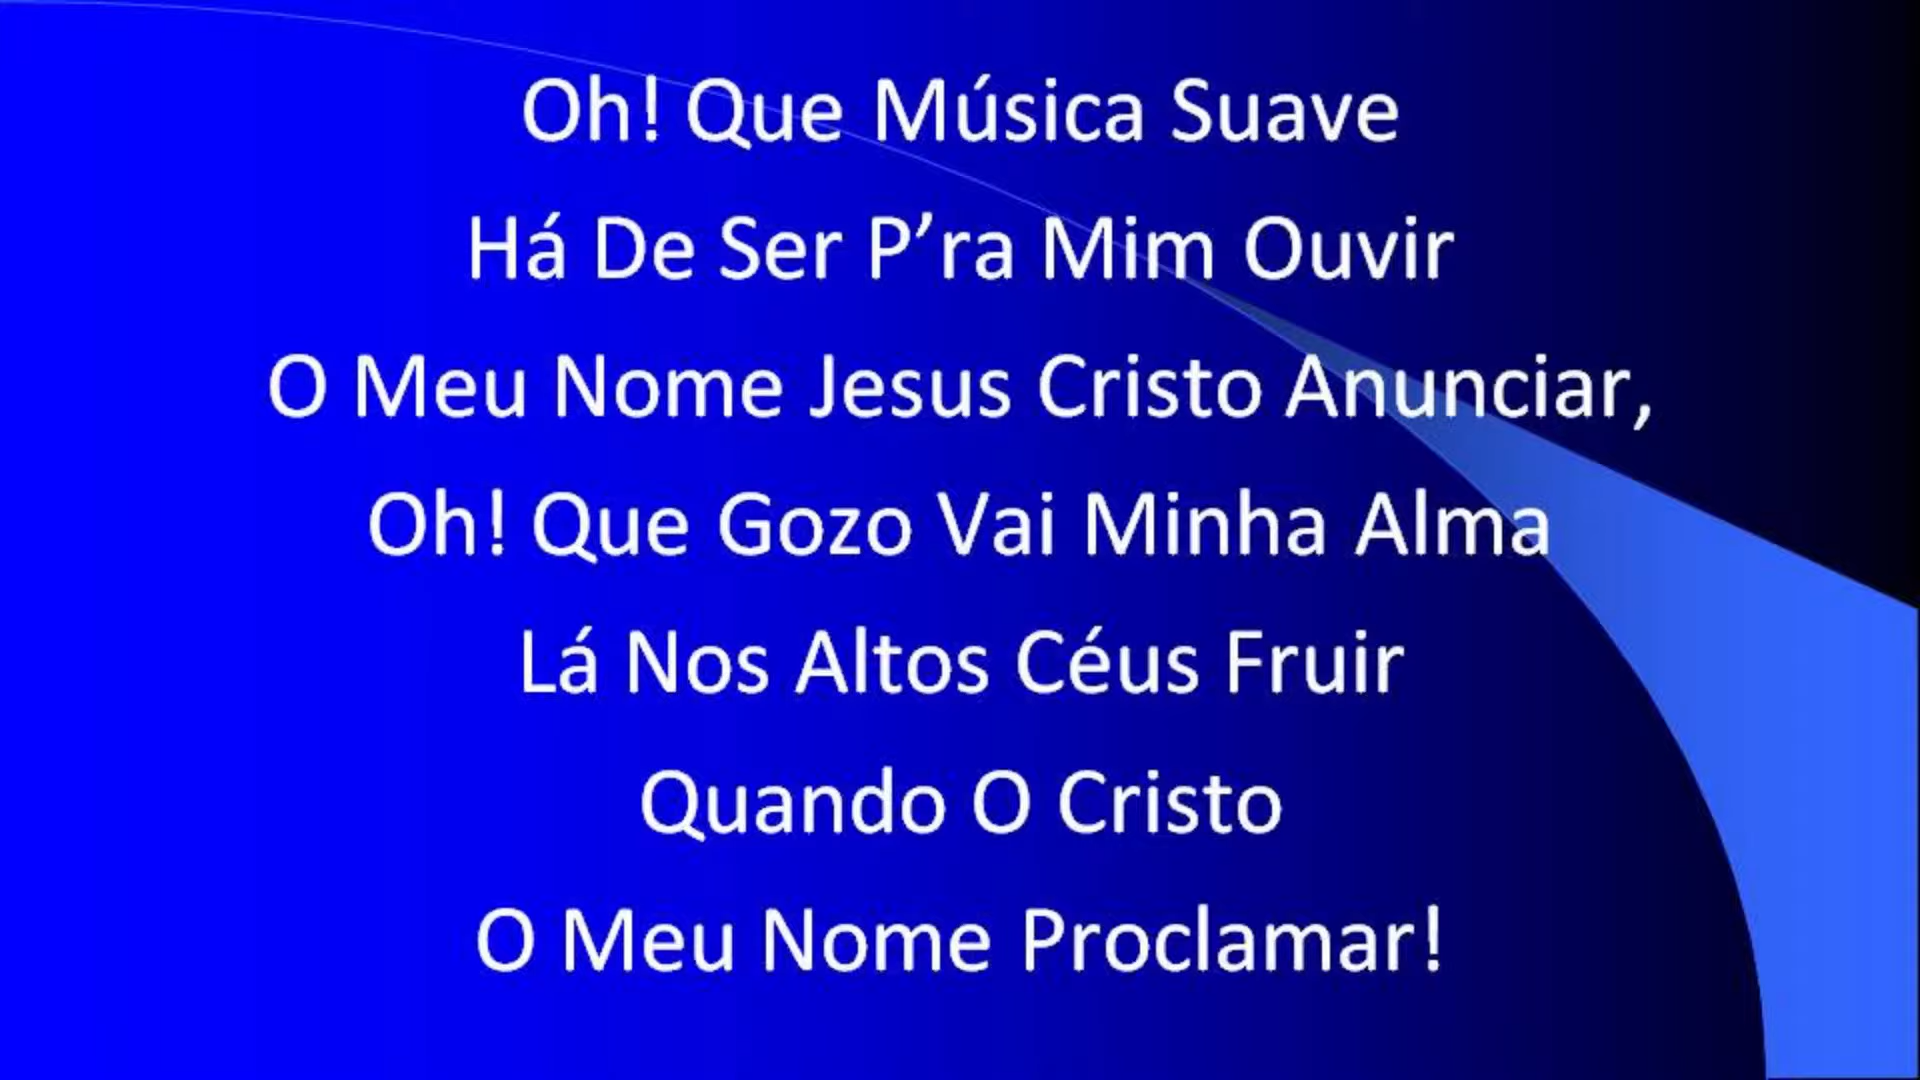 Oh! Que Música Suave
Há De Ser P’ra Mim Ouvir
O Meu Nome Jesus Cristo Anunciar,
Oh! Que Gozo Vai Minha Alma
Lá Nos Altos Céus Fruir
Quando O Cristo
O Meu Nome Proclamar!